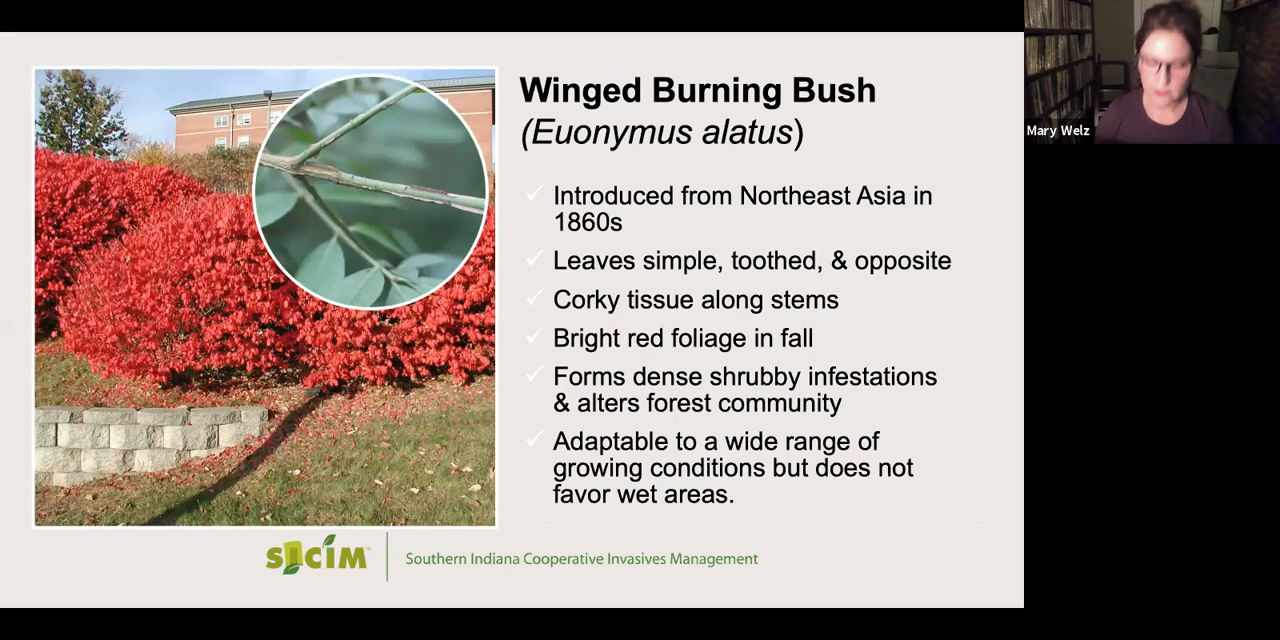 Winged Burning Bush
(Euonymus alatus)
Introduced from Northeast Asia in
1860s
Leaves simple, toothed, & opposite
Corky tissue along stems
Bright red foliage in fall
Forms dense shrubby infestations
& alters forest community
Adaptable to a wide range of
growing conditions but does not
favor wet areas.
SICIM™
Southern Indiana Cooperative Invasives Management
Mary Welz